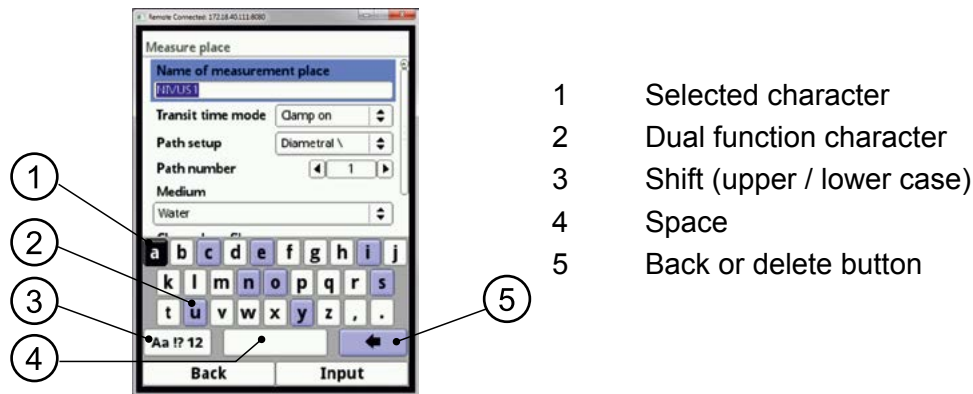 Remote Connected: 172.18.40.111:8080
Measure place
Name of measurement place
NIVUS1
Transit time mode Clamp on
Path setup Diametral \
Path number 1
Medium
Water
a b c d e f g h i j
k l m n o p q r s
t u v w x y z , .
Aa !? 12
Back Input
1
2
3
4
5
1 Selected character
2 Dual function character
3 Shift (upper / lower case)
4 Space
5 Back or delete button